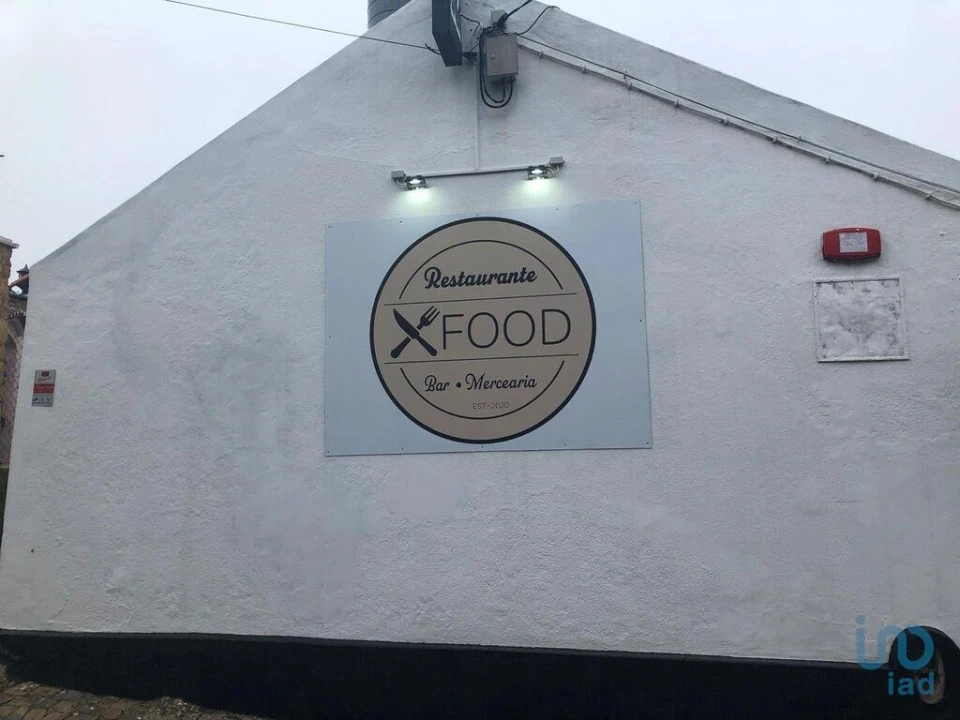 Restaurante
FOOD
Bar • Mercearia
EST-2020
iad